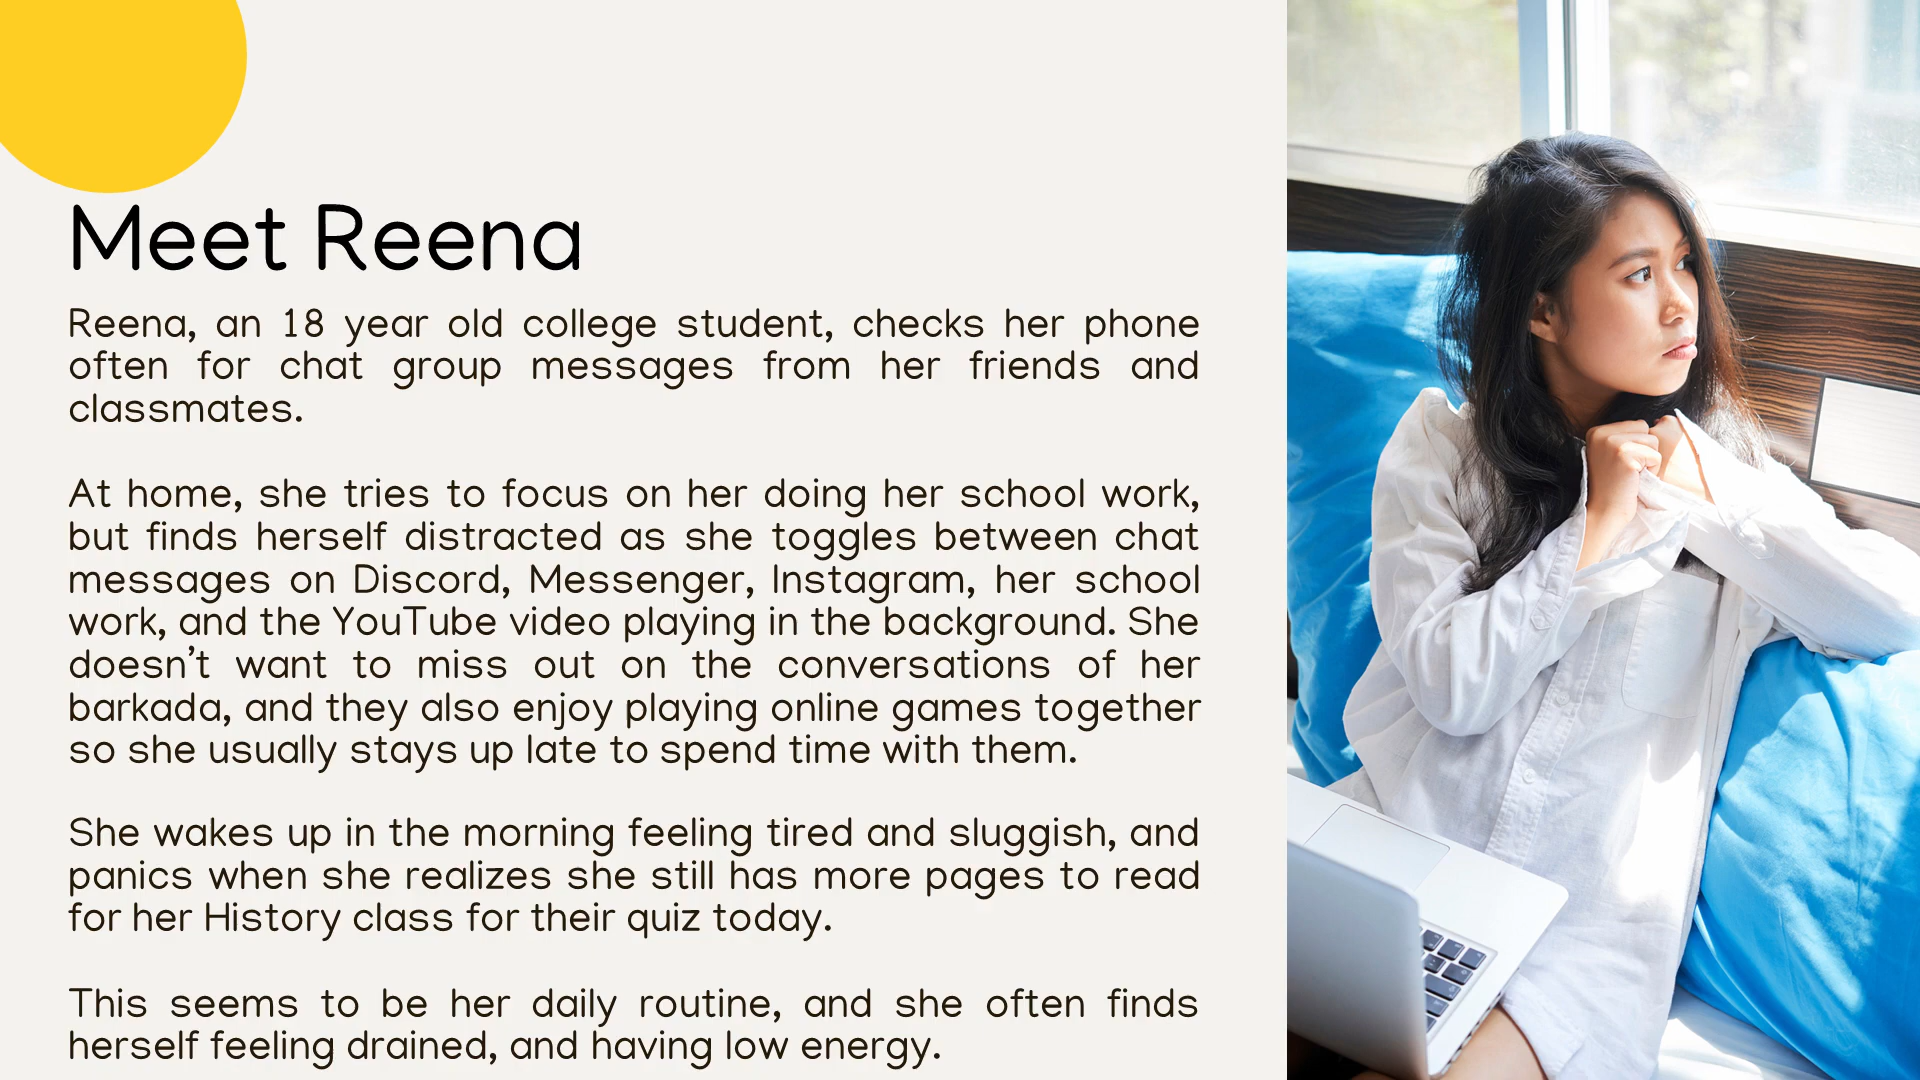 Meet Reena
Reena, an 18 year old college student, checks her phone
often for chat group messages from her friends and
classmates.
At home, she tries to focus on her doing her school work,
but finds herself distracted as she toggles between chat
messages on Discord, Messenger, Instagram, her school
work, and the YouTube video playing in the background. She
doesn’t want to miss out on the conversations of her
barkada, and they also enjoy playing online games together
so she usually stays up late to spend time with them.
She wakes up in the morning feeling tired and sluggish, and
panics when she realizes she still has more pages to read
for her History class for their quiz today.
This seems to be her daily routine, and she often finds
herself feeling drained, and having low energy.